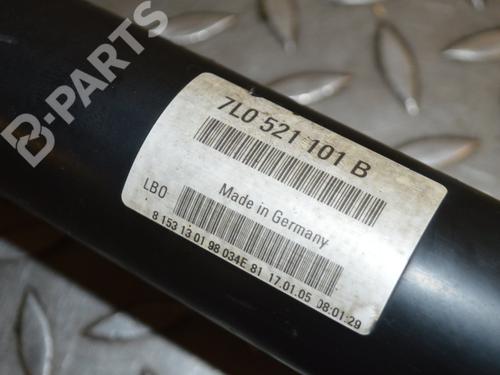 B-PARTS
7L0 521 101 B
Made in Germany
LBO
8 153 13 01 98 034E 81 17.01.05 08:01:29